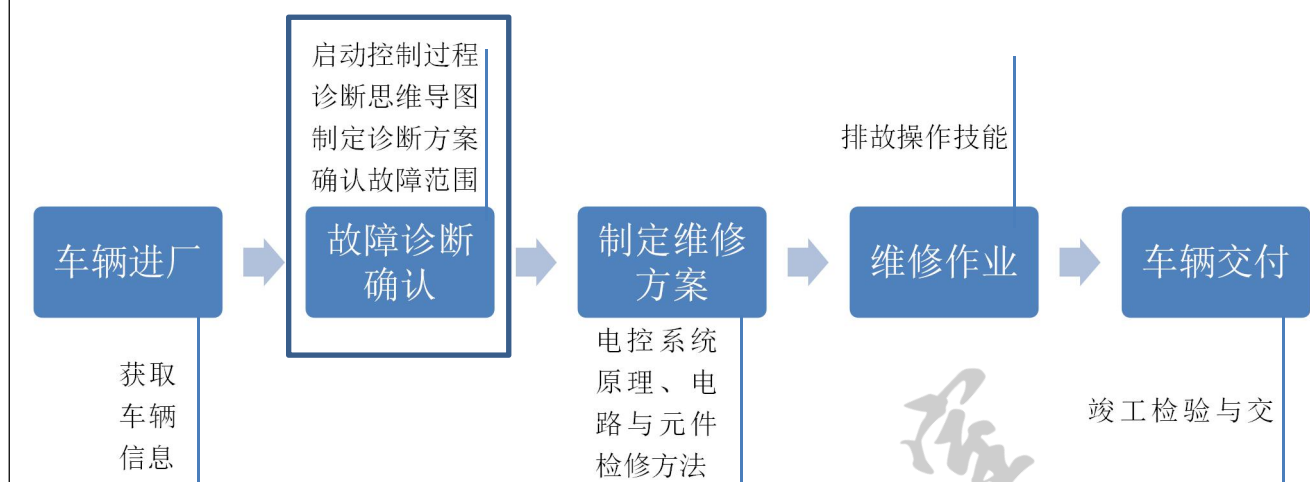 启动控制过程
诊断思维导图
制定诊断方案
确认故障范围
排故操作技能
车辆进厂
故障诊断
确认
制定维修
方案
维修作业
车辆交付
获取
车辆
信息
电控系统
原理、电
路与元件
检修方法
竣工检验与交